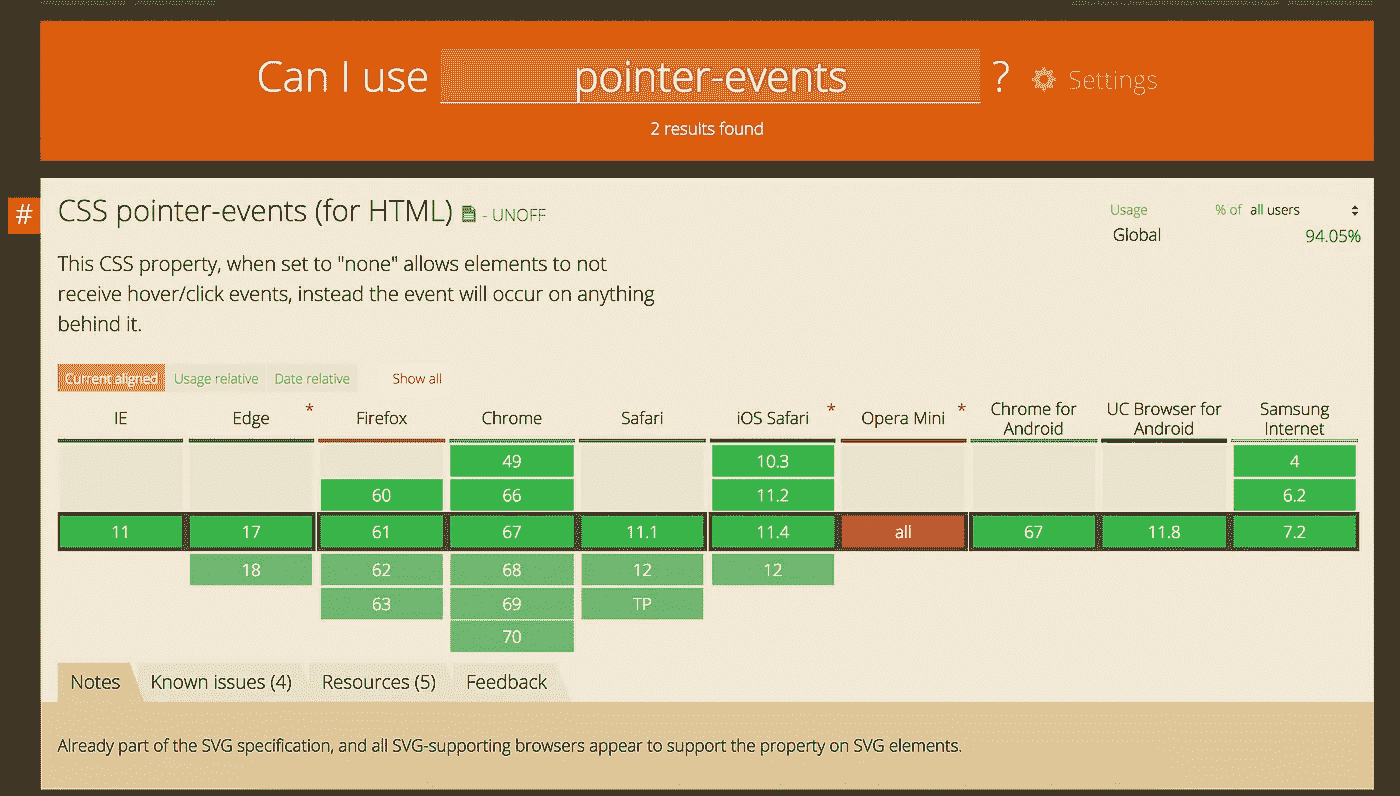 Can I use pointer-events ? Settings
2 results found
# CSS pointer-events (for HTML) - UNOFF
Usage % of all users
Global 94.05%
This CSS property, when set to "none" allows elements to not
receive hover/click events, instead the event will occur on anything
behind it.
Current aligned Usage relative Date relative Show all
IE Edge * Firefox Chrome Safari iOS Safari * Opera Mini * Chrome for Android UC Browser for Android Samsung Internet
49 10.3 4
60 66 11.2 6.2
11 17 61 67 11.1 11.4 all 67 11.8 7.2
18 62 68 12 12
63 69 TP
70
Notes Known issues (4) Resources (5) Feedback
Already part of the SVG specification, and all SVG-supporting browsers appear to support the property on SVG elements.